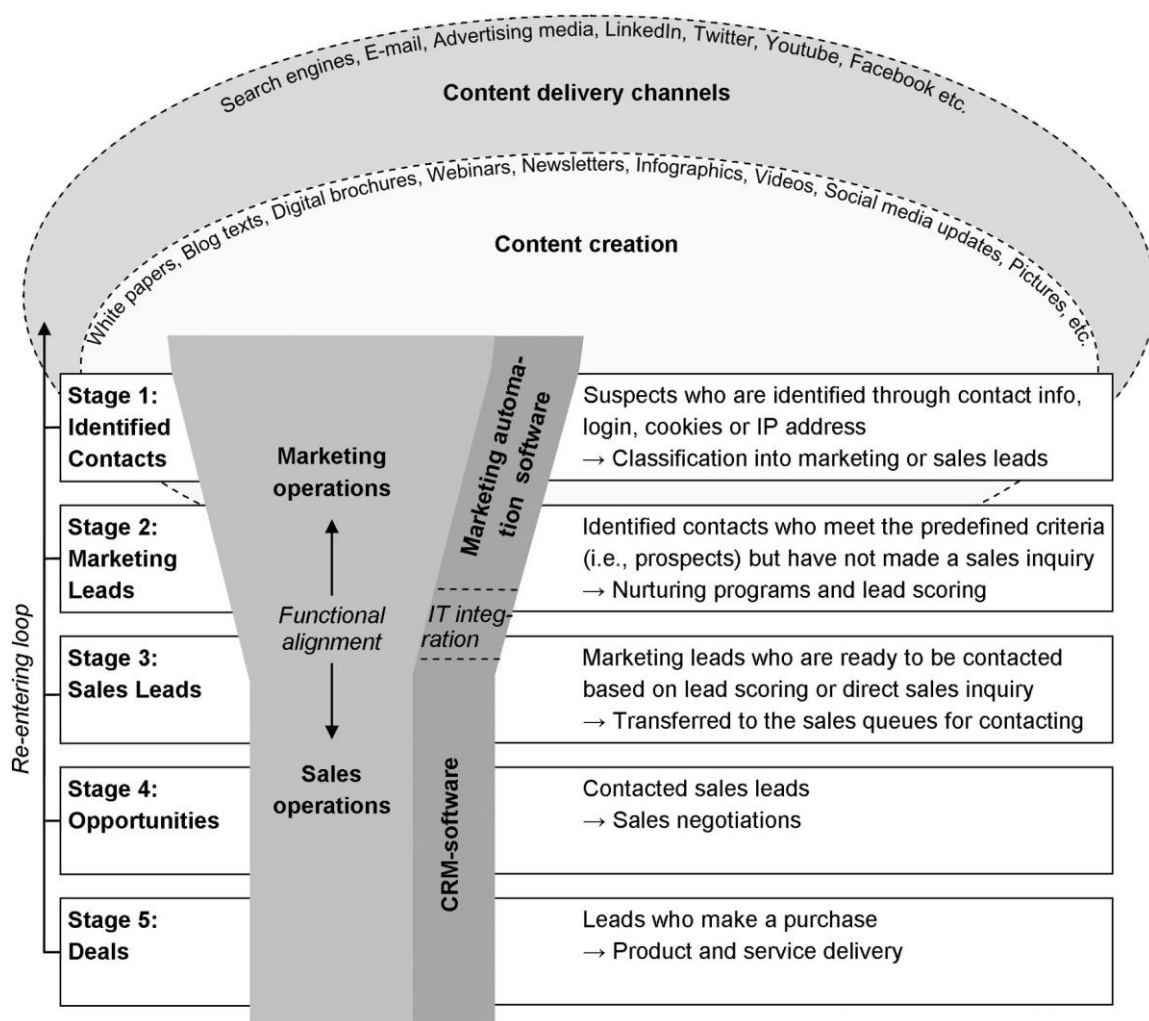 Search engines, E-mail, Advertising media, LinkedIn, Twitter, Youtube, Facebook etc.
Content delivery channels
White papers, Blog texts, Digital brochures, Webinars, Newsletters, Infographics, Videos, Social media updates, Pictures, etc.
Content creation
Re-entering loop
Stage 1:
Identified
Contacts
Marketing
operations
Marketing automa-
tion software
Suspects who are identified through contact info,
login, cookies or IP address
→ Classification into marketing or sales leads
Stage 2:
Marketing
Leads
Functional
alignment
IT integ-
ration
Identified contacts who meet the predefined criteria
(i.e., prospects) but have not made a sales inquiry
→ Nurturing programs and lead scoring
Stage 3:
Sales Leads
Marketing leads who are ready to be contacted
based on lead scoring or direct sales inquiry
→ Transferred to the sales queues for contacting
Stage 4:
Opportunities
Sales
operations
CRM-software
Contacted sales leads
→ Sales negotiations
Stage 5:
Deals
Leads who make a purchase
→ Product and service delivery